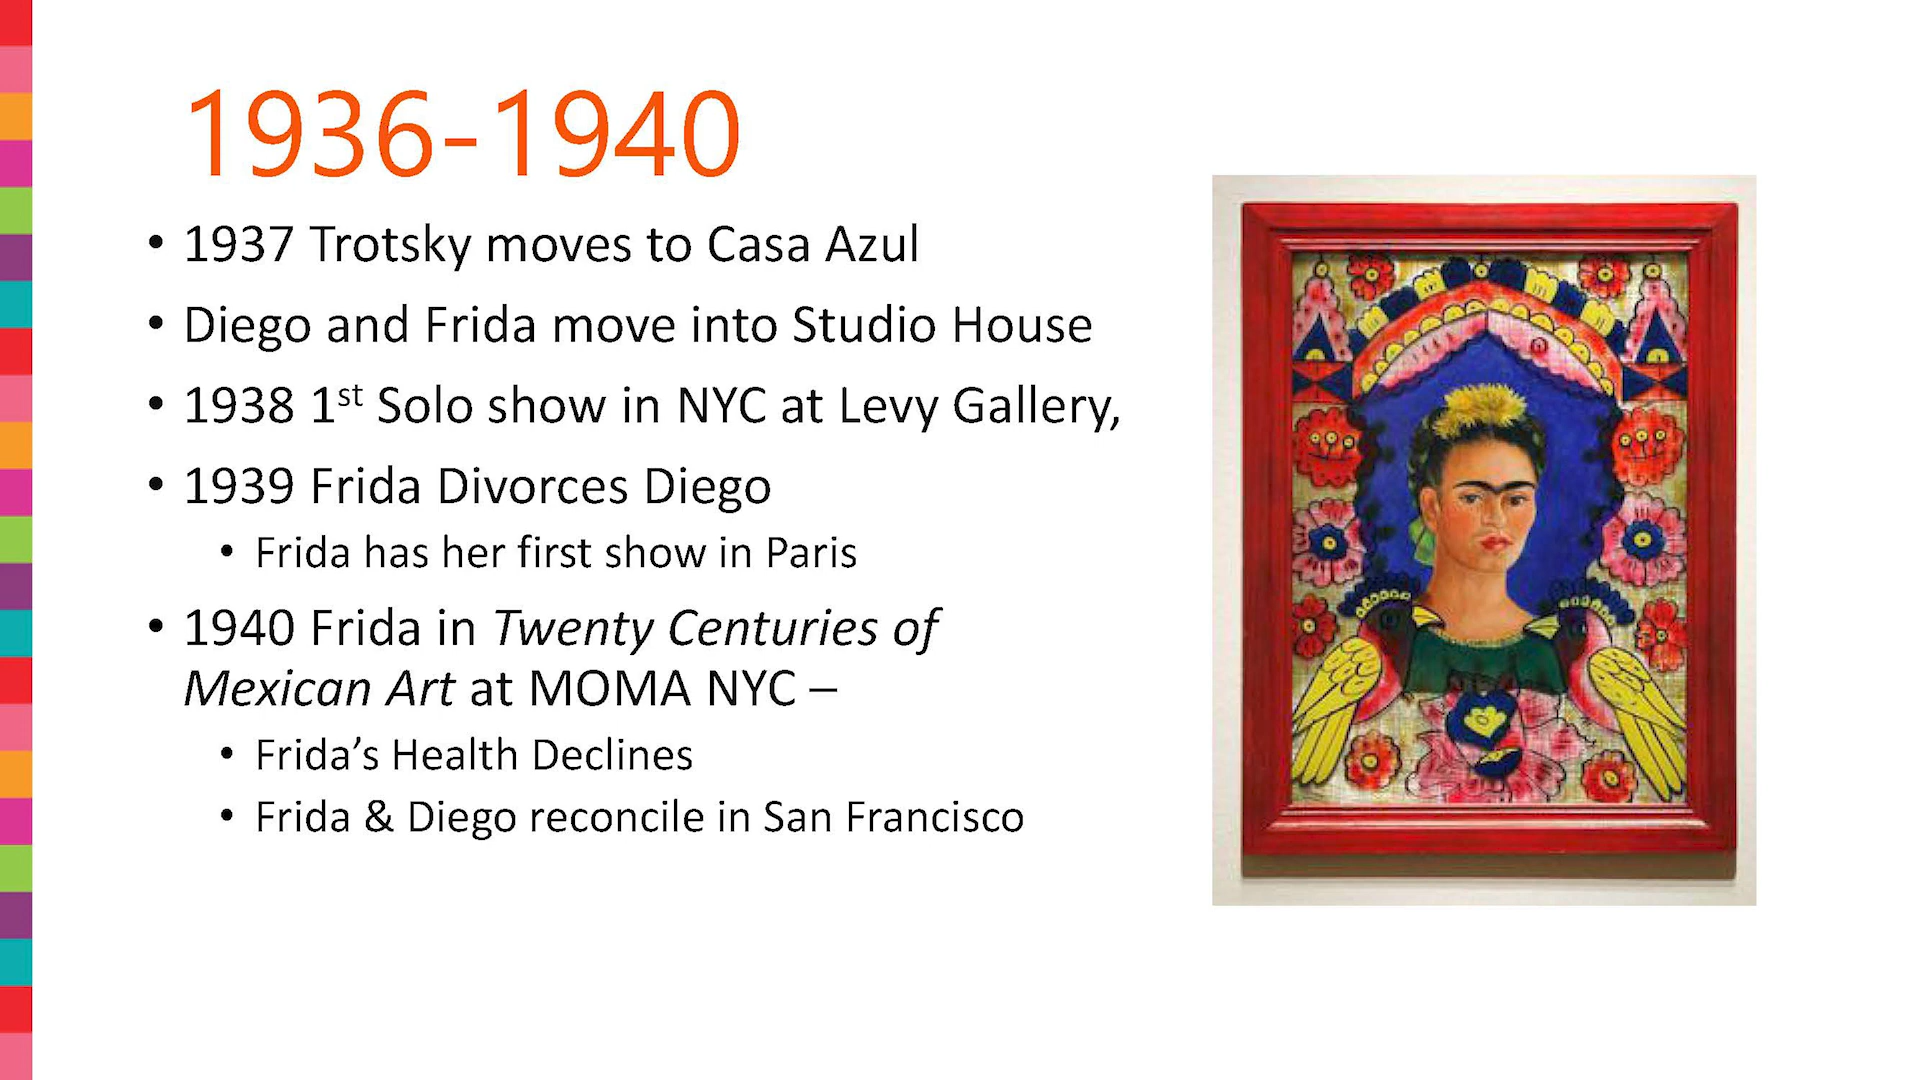 1936-1940
• 1937 Trotsky moves to Casa Azul
• Diego and Frida move into Studio House
• 1938 1st Solo show in NYC at Levy Gallery,
• 1939 Frida Divorces Diego
• Frida has her first show in Paris
• 1940 Frida in Twenty Centuries of
Mexican Art at MOMA NYC –
• Frida’s Health Declines
• Frida & Diego reconcile in San Francisco